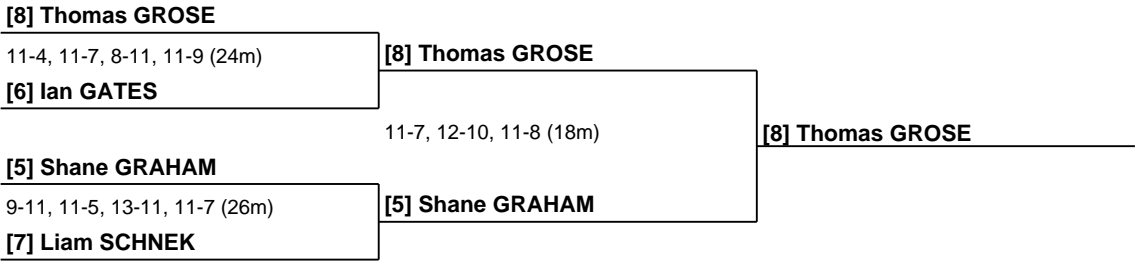 [8] Thomas GROSE
11-4, 11-7, 8-11, 11-9 (24m)
[6] Ian GATES
[8] Thomas GROSE
11-7, 12-10, 11-8 (18m)
[8] Thomas GROSE
[5] Shane GRAHAM
9-11, 11-5, 13-11, 11-7 (26m)
[7] Liam SCHNEK
[5] Shane GRAHAM